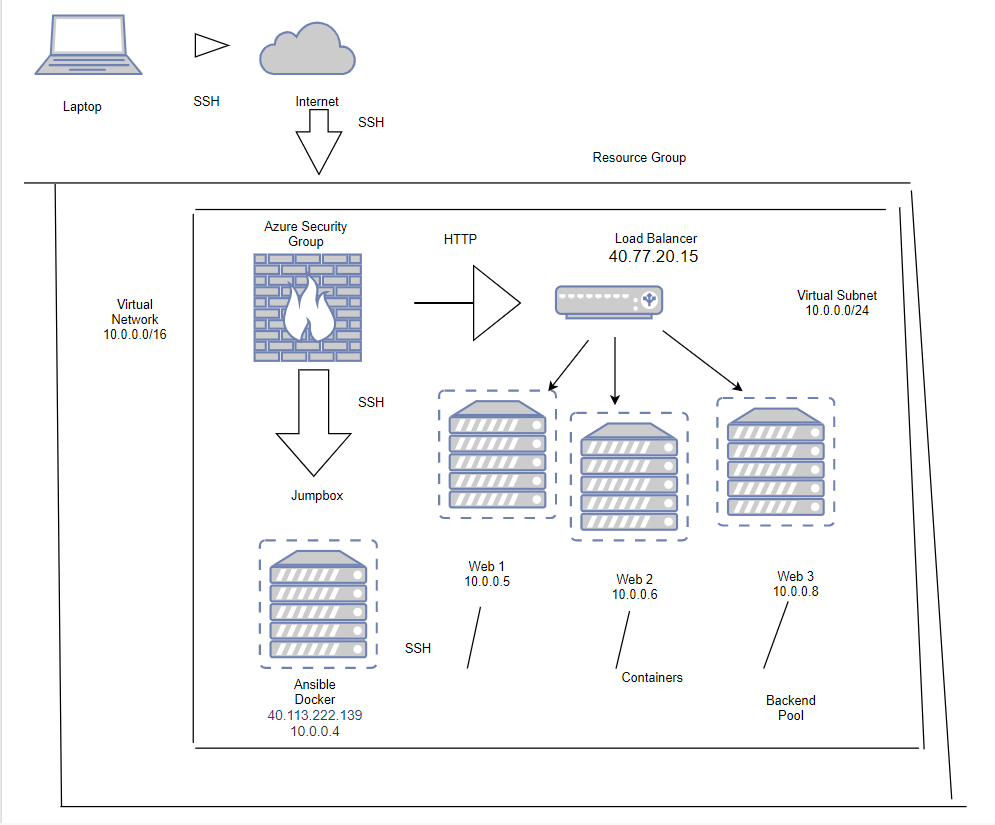 Laptop
SSH
Internet
SSH
Resource Group
Azure Security
Group
HTTP
Load Balancer
40.77.20.15
Virtual
Network
10.0.0.0/16
Virtual Subnet
10.0.0.0/24
SSH
Jumpbox
Web 1
10.0.0.5
Web 2
10.0.0.6
Web 3
10.0.0.8
SSH
Ansible
Docker
40.113.222.139
10.0.0.4
Containers
Backend
Pool